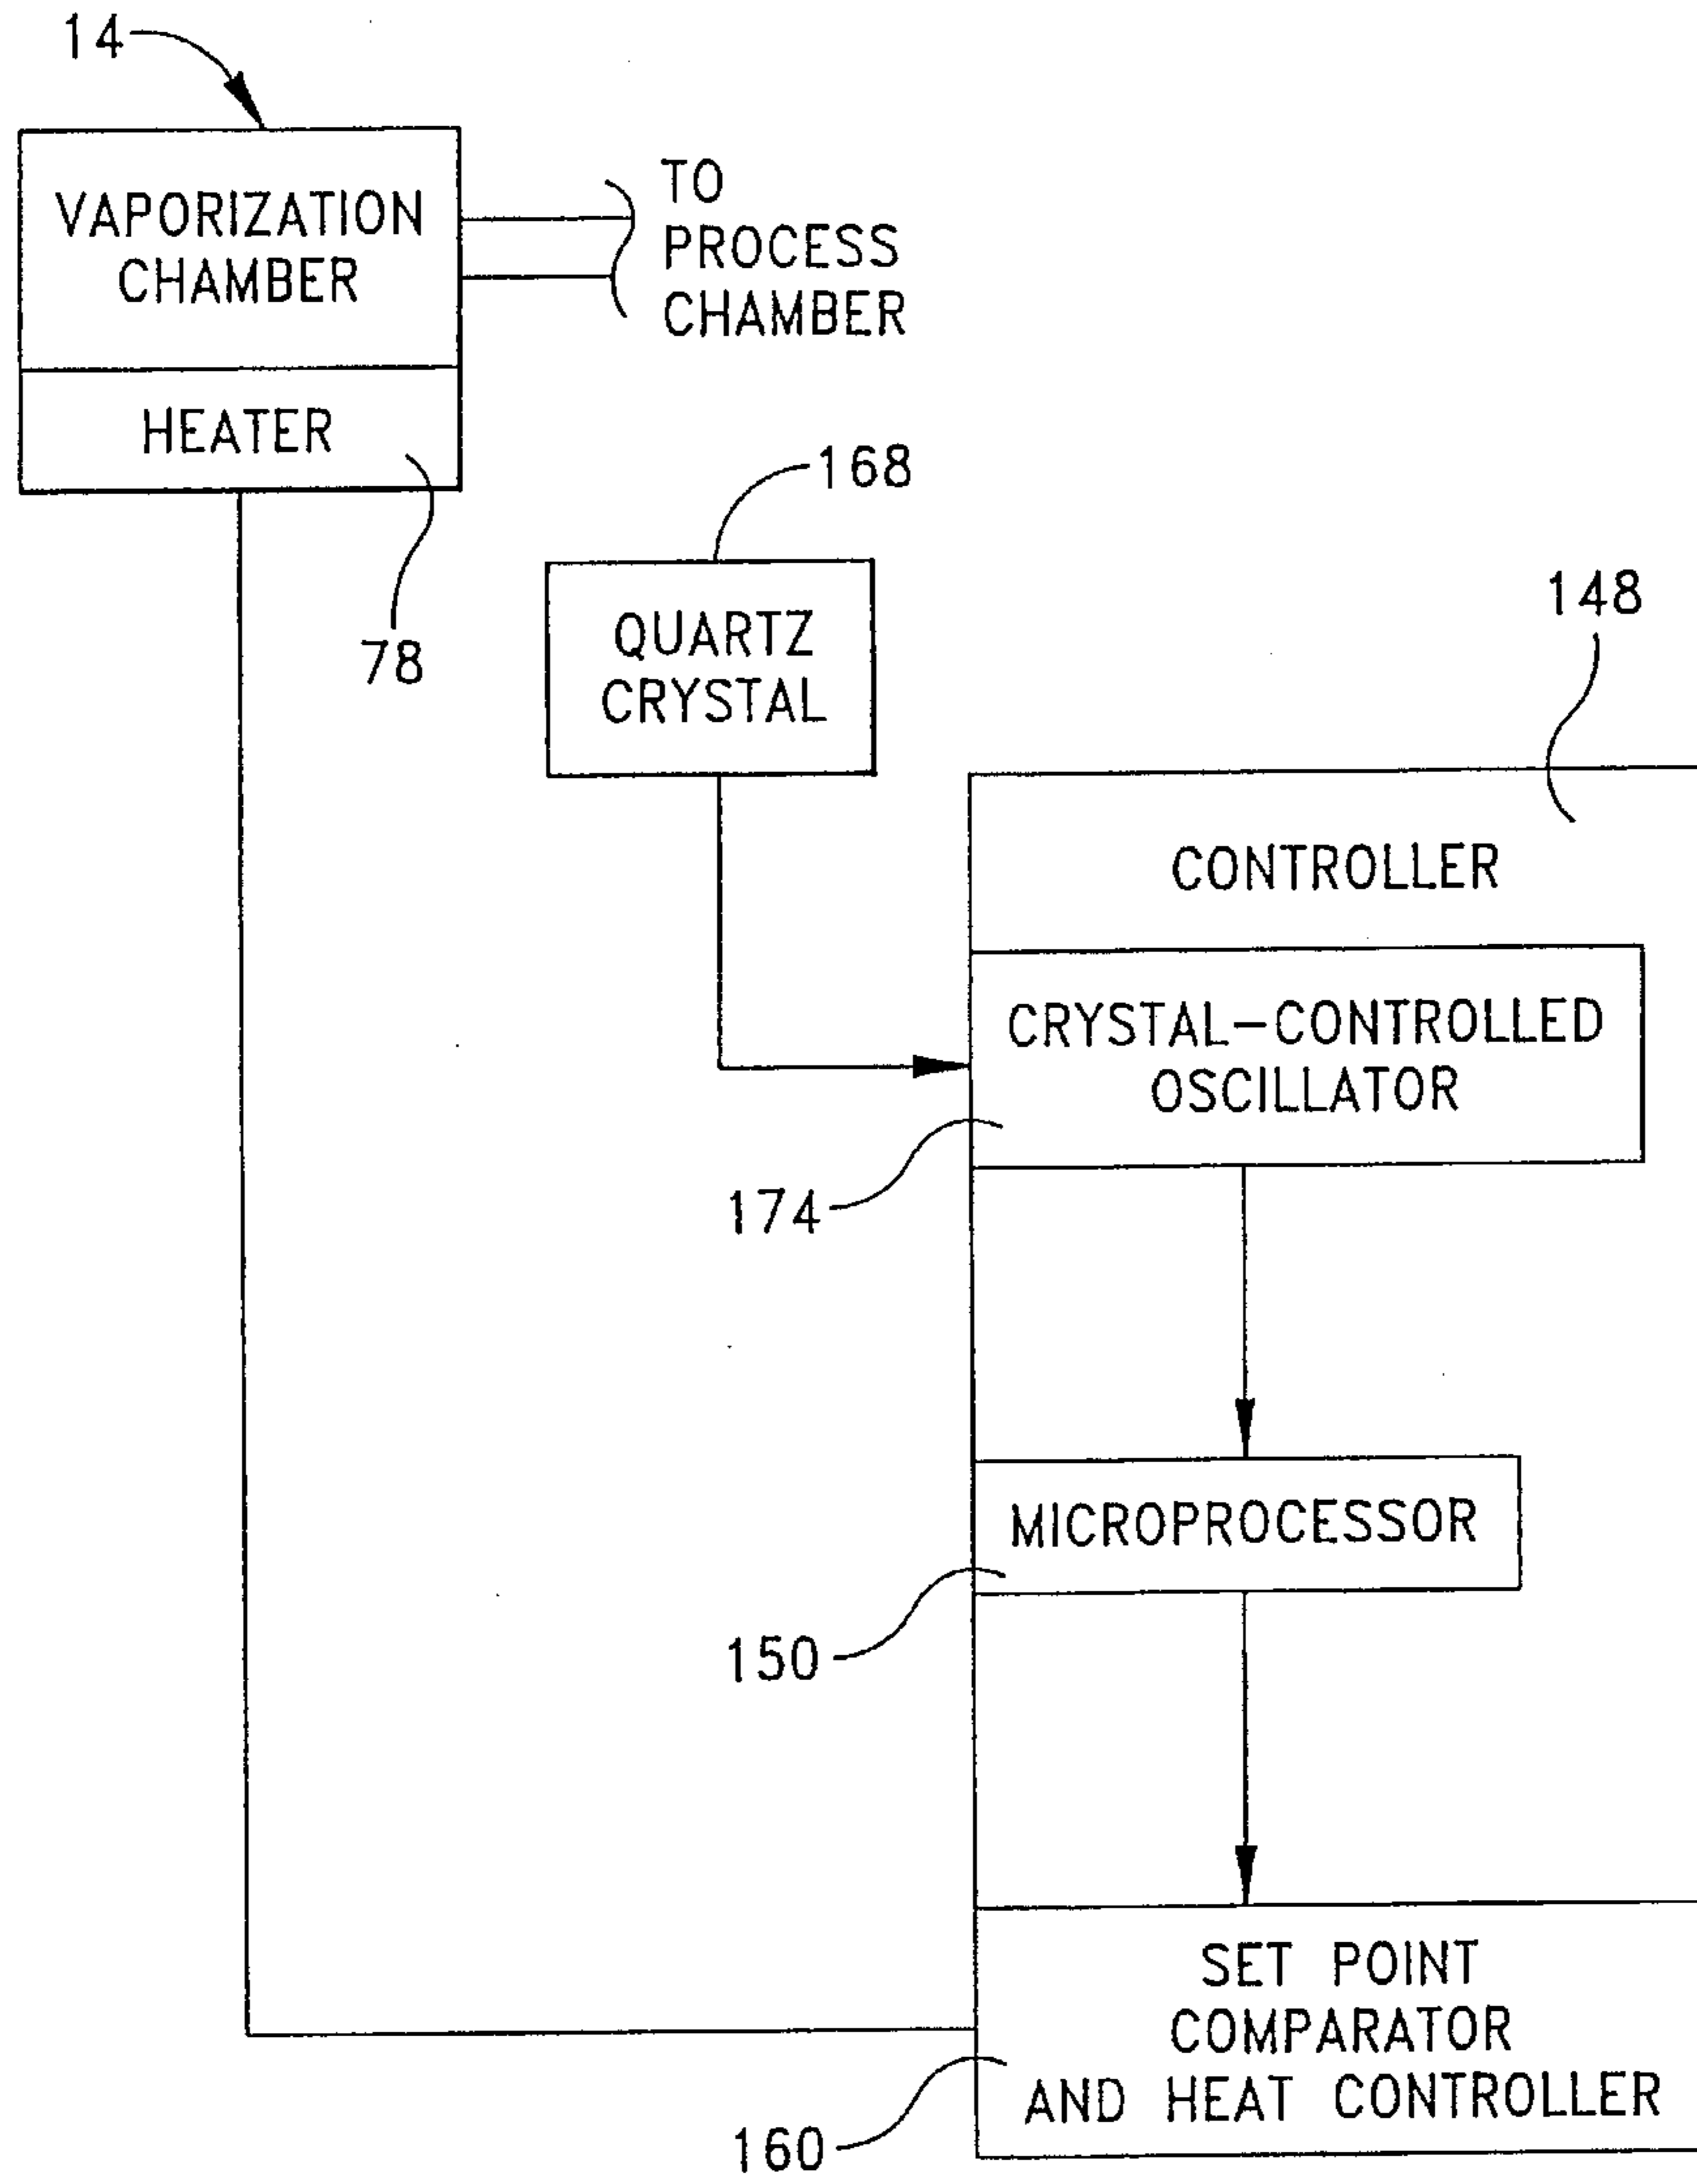 14
VAPORIZATION
CHAMBER
TO
PROCESS
CHAMBER
HEATER
78
168
QUARTZ
CRYSTAL
148
CONTROLLER
CRYSTAL-CONTROLLED
OSCILLATOR
174
MICROPROCESSOR
150
SET POINT
COMPARATOR
AND HEAT CONTROLLER
160